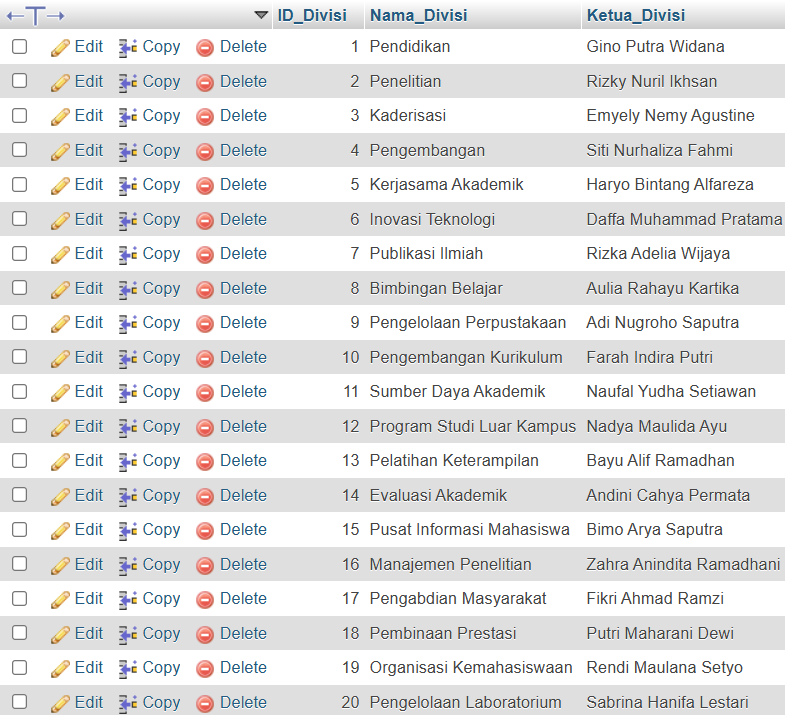 ID_Divisi Nama_Divisi Ketua_Divisi
Edit Copy Delete 1 Pendidikan Gino Putra Widana
Edit Copy Delete 2 Penelitian Rizky Nuril Ikhsan
Edit Copy Delete 3 Kaderisasi Emyely Nemy Agustine
Edit Copy Delete 4 Pengembangan Siti Nurhaliza Fahmi
Edit Copy Delete 5 Kerjasama Akademik Haryo Bintang Alfareza
Edit Copy Delete 6 Inovasi Teknologi Daffa Muhammad Pratama
Edit Copy Delete 7 Publikasi Ilmiah Rizka Adelia Wijaya
Edit Copy Delete 8 Bimbingan Belajar Aulia Rahayu Kartika
Edit Copy Delete 9 Pengelolaan Perpustakaan Adi Nugroho Saputra
Edit Copy Delete 10 Pengembangan Kurikulum Farah Indira Putri
Edit Copy Delete 11 Sumber Daya Akademik Naufal Yudha Setiawan
Edit Copy Delete 12 Program Studi Luar Kampus Nadya Maulida Ayu
Edit Copy Delete 13 Pelatihan Keterampilan Bayu Alif Ramadhan
Edit Copy Delete 14 Evaluasi Akademik Andini Cahya Permata
Edit Copy Delete 15 Pusat Informasi Mahasiswa Bimo Arya Saputra
Edit Copy Delete 16 Manajemen Penelitian Zahra Anindita Ramadhani
Edit Copy Delete 17 Pengabdian Masyarakat Fikri Ahmad Ramzi
Edit Copy Delete 18 Pembinaan Prestasi Putri Maharani Dewi
Edit Copy Delete 19 Organisasi Kemahasiswaan Rendi Maulana Setyo
Edit Copy Delete 20 Pengelolaan Laboratorium Sabrina Hanifa Lestari